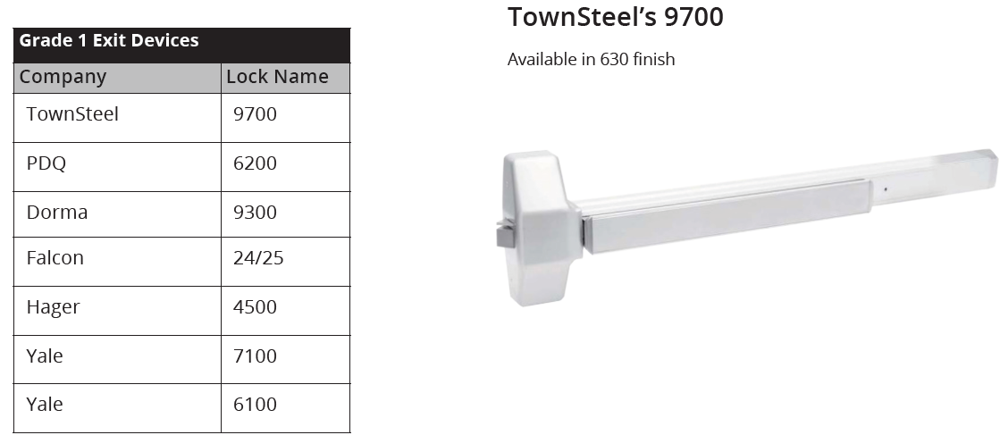 Grade 1 Exit Devices
Company Lock Name
TownSteel 9700
PDQ 6200
Dorma 9300
Falcon 24/25
Hager 4500
Yale 7100
Yale 6100
TownSteel’s 9700
Available in 630 finish